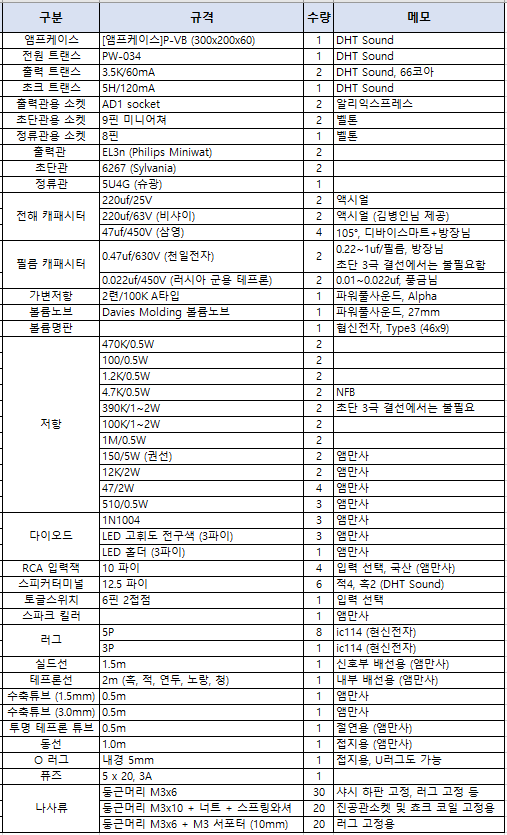 구분 규격 수량 메모
앰프케이스 [앰프케이스]P-VB (300x200x60) 1 DHT Sound
전원 트랜스 PW-034 1 DHT Sound
출력 트랜스 3.5K/60mA 2 DHT Sound, 66코아
초크 트랜스 5H/120mA 1 DHT Sound
출력관용 소켓 AD1 socket 2 알리익스프레스
초단관용 소켓 9핀 미니어쳐 2 벨톤
정류관용 소켓 8핀 1 벨톤
출력관 EL3n (Philips Miniwat) 2
초단관 6267 (Sylvania) 2
정류관 5U4G (슈광) 1
전해 캐패시터 220uf/25V 2 액시얼
220uf/63V (비샤이) 2 액시얼 (김병인님 제공)
47uf/450V (삼영) 4 105°, 디바이스마트+방장님
필름 캐패시터 0.47uf/630V (천일전자) 2 0.22~1uf/필름, 방장님
초단 3극 결선에서는 불필요함
0.022uf/450V (러시아 군용 테프론) 2 0.01~0.022uf, 풍금님
가변저항 2련/100K A타입 1 파워풀사운드, Alpha
볼륨노브 Davies Molding 볼륨노브 1 파워풀사운드, 27mm
볼륨명판 1 협신전자, Type3 (46x9)
저항 470K/0.5W 2
100/0.5W 2
1.2K/0.5W 2
4.7K/0.5W 2 NFB
390K/1~2W 2 초단 3극 결선에서는 불필요
100K/1~2W 2
1M/0.5W 2
150/5W (권선) 2 앰만사
12K/2W 2 앰만사
47/2W 4 앰만사
510/0.5W 3 앰만사
다이오드 1N1004 3 앰만사
LED 고휘도 전구색 (3파이) 3 앰만사
LED 홀더 (3파이) 1 앰만사
RCA 입력잭 10 파이 4 입력 선택, 국산 (앰만사)
스피커터미널 12.5 파이 6 적4, 흑2 (DHT Sound)
토글스위치 6핀 2접점 1 입력 선택
스파크 킬러 1 앰만사
러그 5P 8 ic114 (현신전자)
3P 1 ic114 (현신전자)
실드선 1.5m 1 신호부 배선용 (앰만사)
테프론선 2m (흑, 적, 연두, 노랑, 청) 1 내부 배선용 (앰만사)
수축튜브 (1.5mm) 0.5m 1 앰만사
수축튜브 (3.0mm) 0.5m 1 앰만사
투명 테프론 튜브 0.5m 1 절연용 (앰만사)
동선 1.0m 1 접지용 (앰만사)
O 러그 내경 5mm 1 접지용, U러그도 가능
퓨즈 5 x 20, 3A 1
나사류 둥근머리 M3x6 30 샤시 하판 고정, 러그 고정 등
둥근머리 M3x10 + 너트 + 스프링와셔 20 진공관소켓 및 쵸크 코일 고정용
둥근머리 M3x6 + M3 서포터 (10mm) 20 러그 고정용